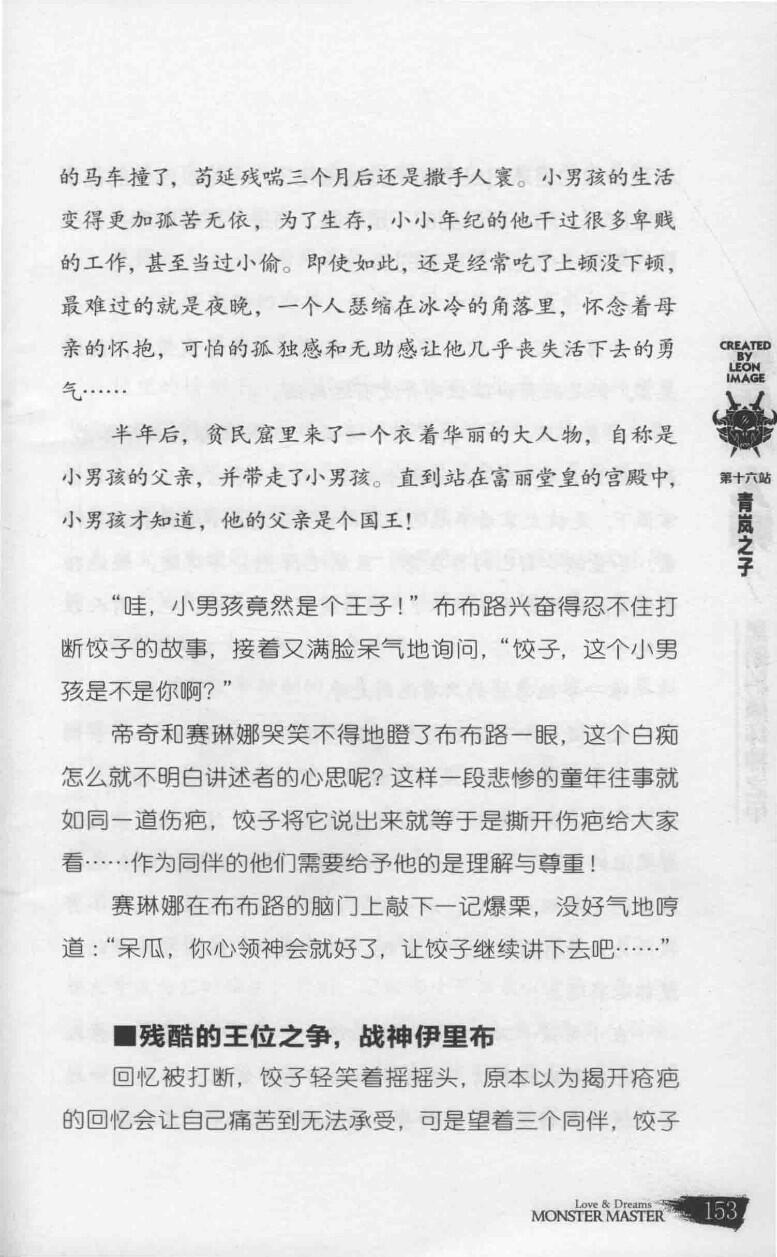 的马车撞了，苟延残喘三个月后还是撒手人寰。小男孩的生活
变得更加孤苦无依，为了生存，小小年纪的他干过很多卑贱
的工作，甚至当过小偷。即使如此，还是经常吃了上顿没下顿，
最难过的就是夜晚，一个人瑟缩在冰冷的角落里，怀念着母
亲的怀抱，可怕的孤独感和无助感让他几乎丧失活下去的勇
气……
半年后，贫民窟里来了一个衣着华丽的大人物，自称是
小男孩的父亲，并带走了小男孩。直到站在富丽堂皇的宫殿中，
小男孩才知道，他的父亲是个国王！
“哇，小男孩竟然是个王子！”布布路兴奋得忍不住打
断饺子的故事，接着又满脸呆气地询问，“饺子，这个小男
孩是不是你啊？”
帝奇和赛琳娜哭笑不得地瞪了布布路一眼，这个白痴
怎么就不明白讲述者的心思呢？这样一段悲惨的童年往事就
如同一道伤疤，饺子将它说出来就等于是撕开伤疤给大家
看……作为同伴的他们需要给予他的是理解与尊重！
赛琳娜在布布路的脑门上敲下一记爆栗，没好气地哼
道：“呆瓜，你心领神会就好了，让饺子继续讲下去吧……”
■残酷的王位之争，战神伊里布
回忆被打断，饺子轻笑着摇摇头，原本以为揭开疮疤
的回忆会让自己痛苦到无法承受，可是望着三个同伴，饺子
CREATED
BY
LEON
IMAGE
第十六站
青岚之子
Love & Dreams
MONSTER MASTER
153